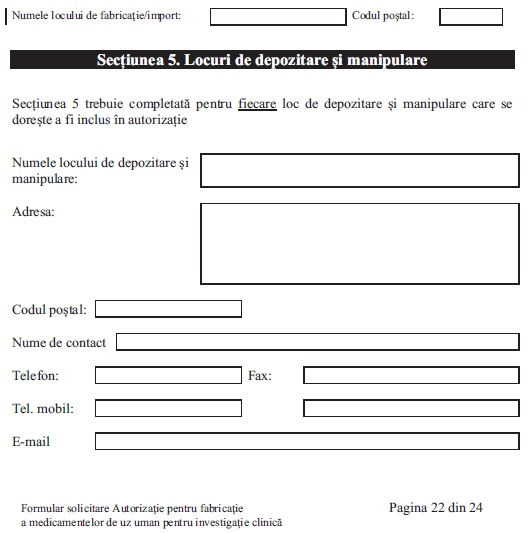 Numele locului de fabricație/import: Codul poștal:
Secțiunea 5. Locuri de depozitare și manipulare
Secțiunea 5 trebuie completată pentru fiecare loc de depozitare și manipulare care se
dorește a fi inclus în autorizație
Numele locului de depozitare și
manipulare:
Adresa:
Codul poștal:
Nume de contact
Telefon: Fax:
Tel. mobil:
E-mail
Formular solicitare Autorizație pentru fabricație
a medicamentelor de uz uman pentru investigație clinică
Pagina 22 din 24